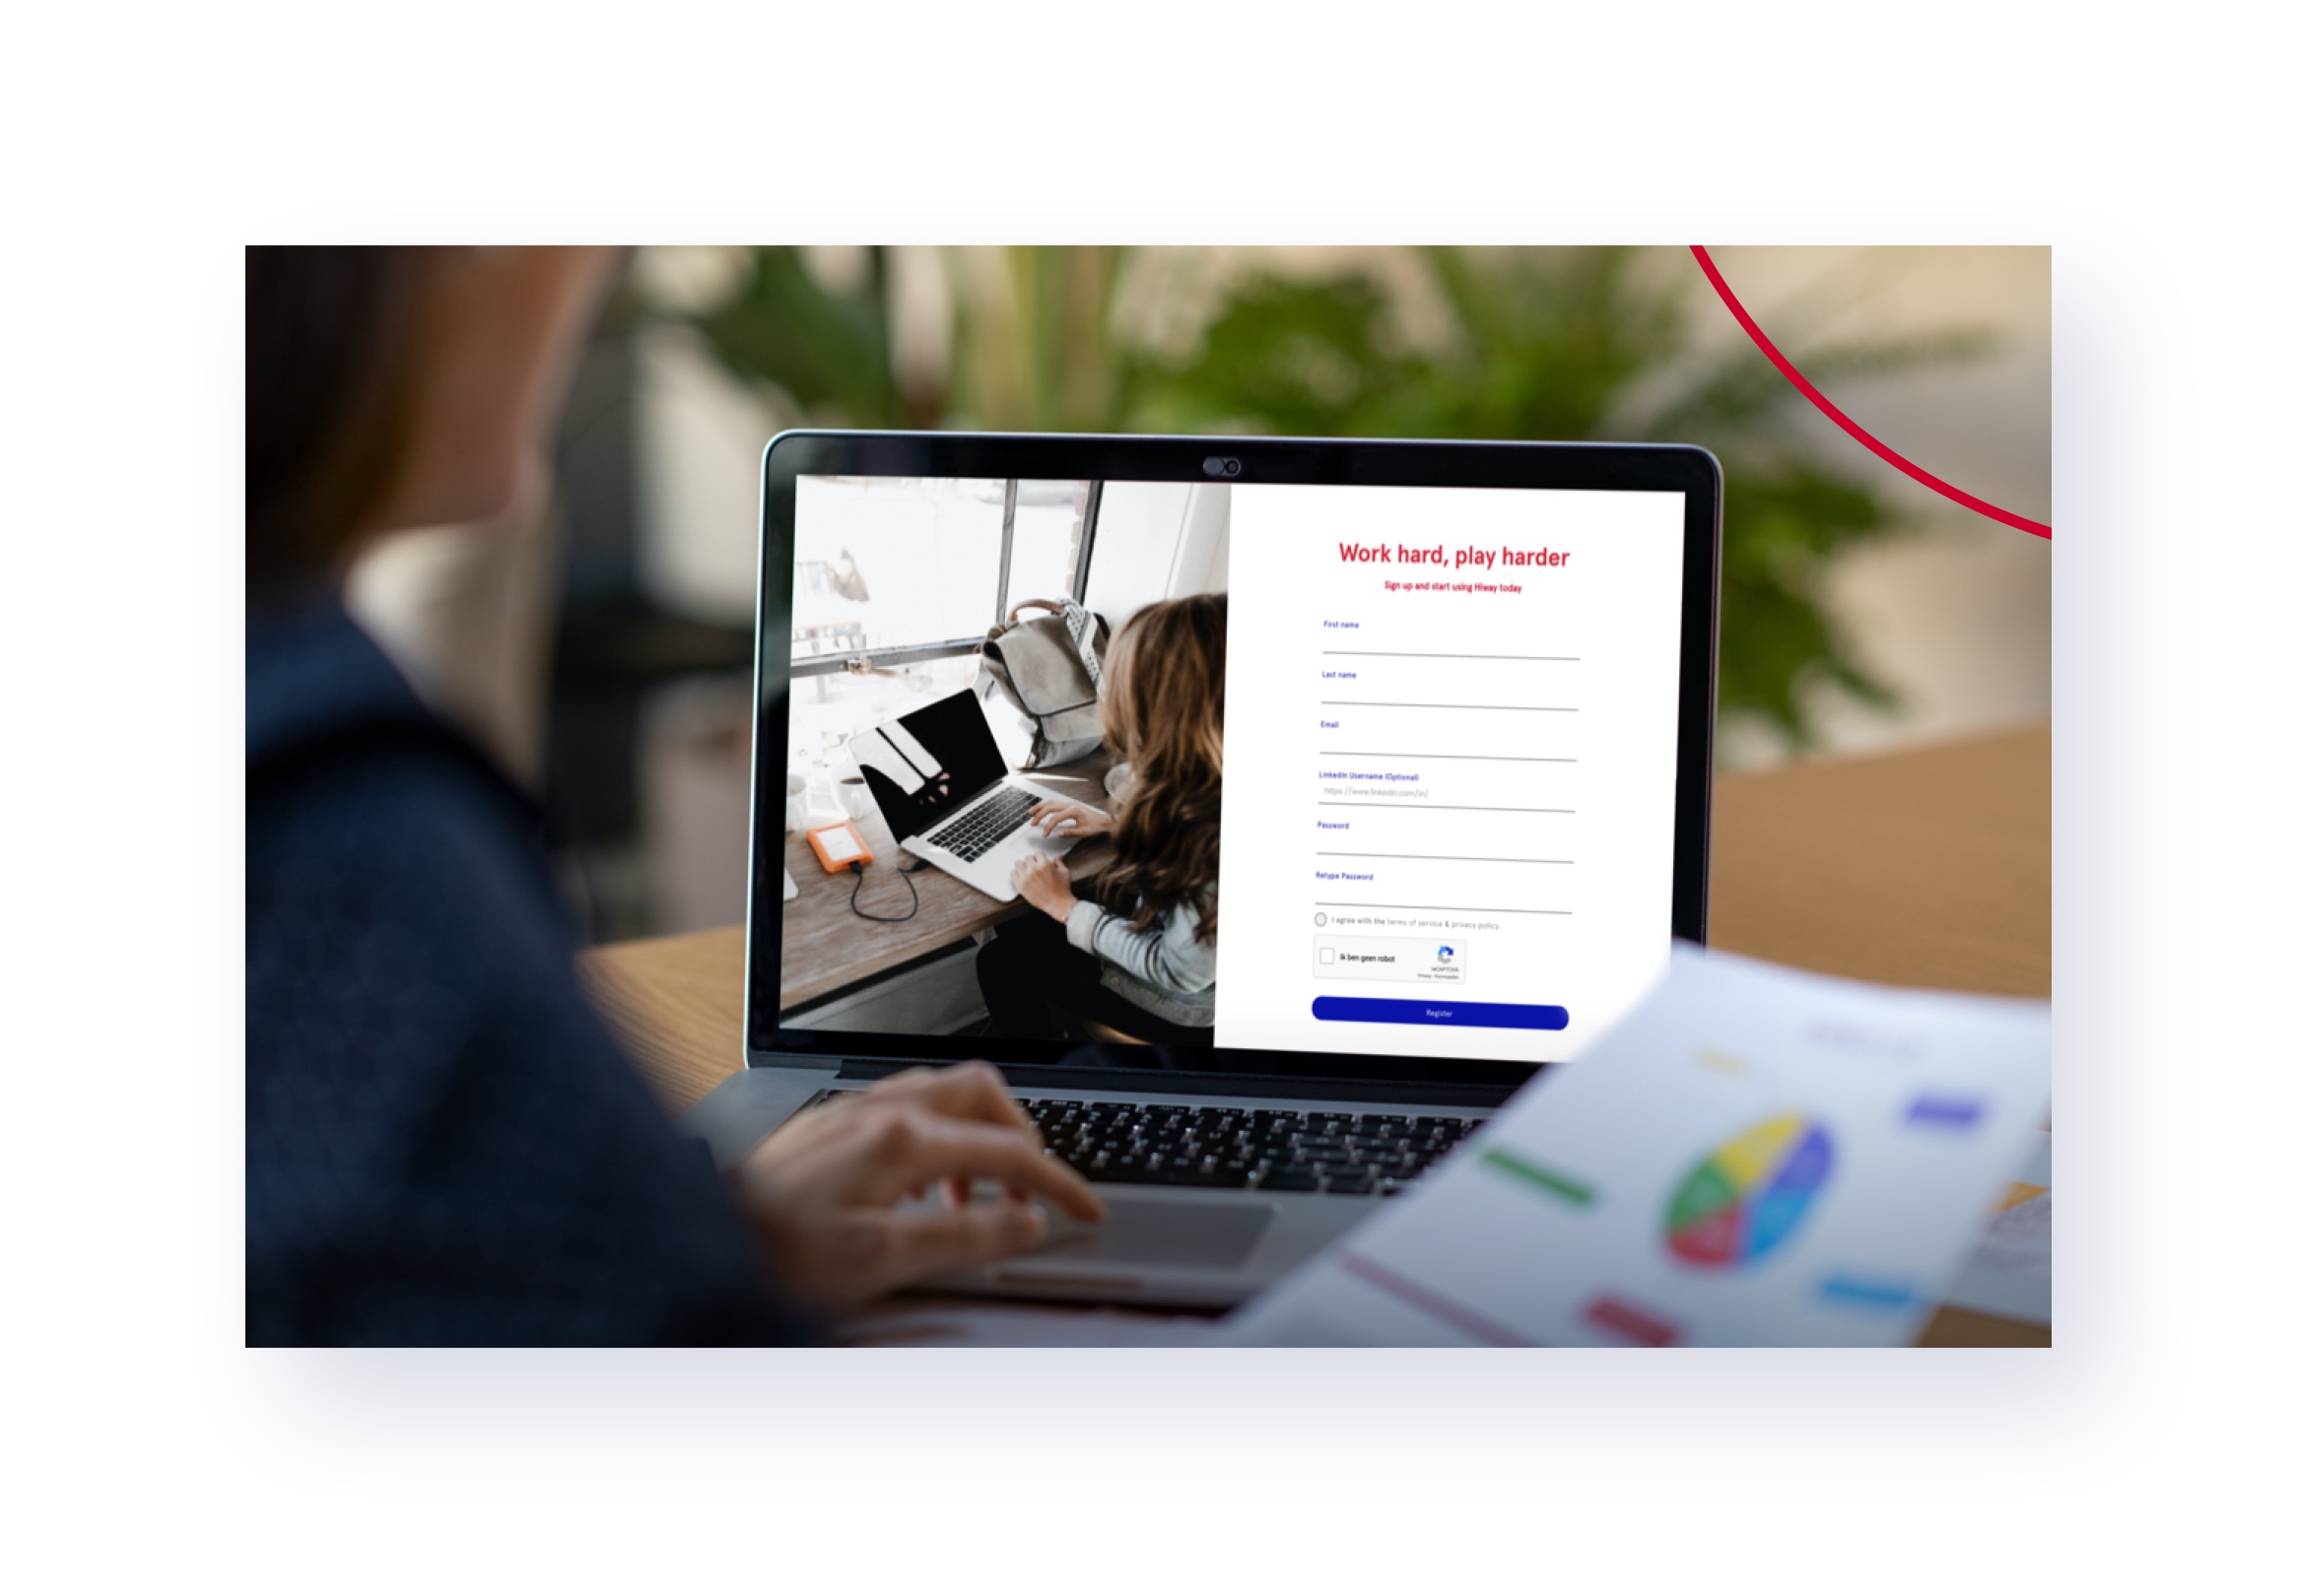 Work hard, play harder
Sign up and start using Hiway today
First name
Last name
Email
LinkedIn Username (Optional)
https://www.linkedin.com/in/
Password
Retype Password
I agree with the terms of service & privacy policy.
Ik ben geen robot
reCAPTCHA
Privacy - Voorwaarden
Register